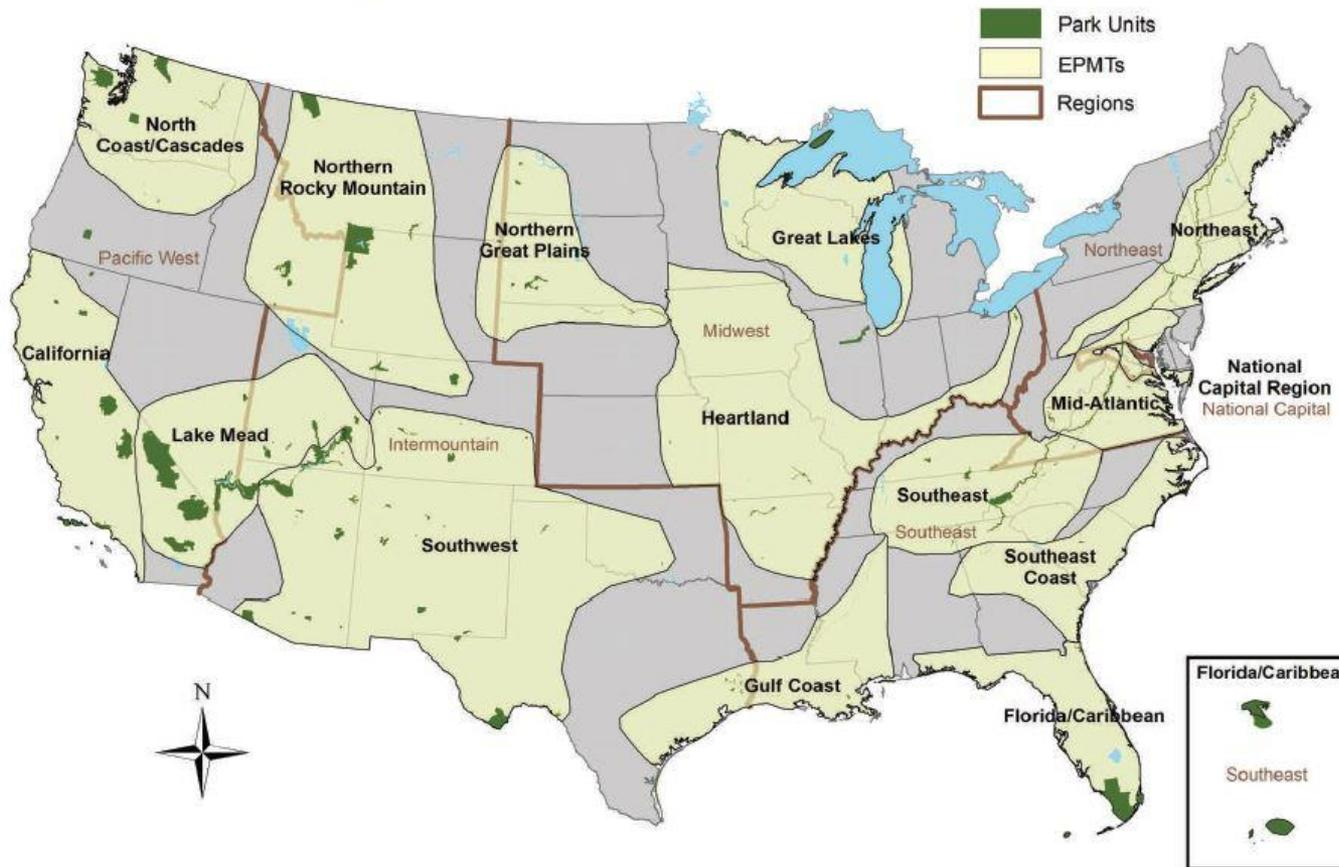 Park Units
EPMTs
Regions
North
Coast/Cascades
Northern
Rocky Mountain
Northern
Great Plains
Great Lakes
Northeast
Northeast
Pacific West
Midwest
California
National
Capital Region
National Capital
Mid-Atlantic
Heartland
Lake Mead
Intermountain
Southeast
Southeast
Southwest
Southeast
Coast
Gulf Coast
Florida/Caribbean
N
Florida/Caribbea
Southeast